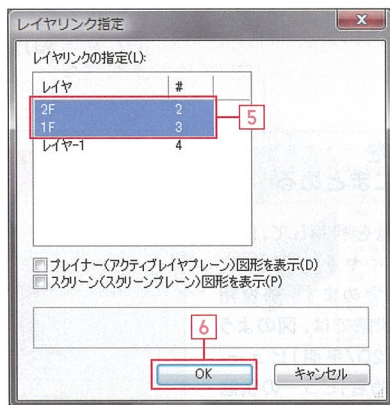 レイヤリンク指定
レイヤリンクの指定(L):
レイヤ #
2F 2
1F 3
レイヤ-1 4
5
プレイナー(アクティブレイヤプレーン)図形を表示(D)
スクリーン(スクリーンプレーン)図形を表示(P)
6
OK キャンセル